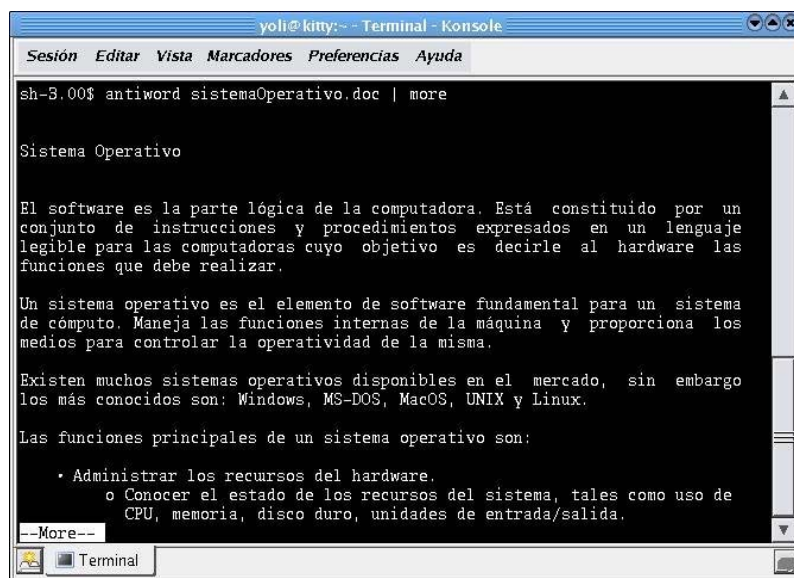 yoli@kitty:~ - Terminal - Konsole
Sesión Editar Vista Marcadores Preferencias Ayuda
sh-3.00$ antiword sistemaOperativo.doc | more
Sistema Operativo
El software es la parte lógica de la computadora. Está constituido por un
conjunto de instrucciones y procedimientos expresados en un lenguaje
legible para las computadoras cuyo objetivo es decirle al hardware las
funciones que debe realizar.
Un sistema operativo es el elemento de software fundamental para un sistema
de cómputo. Maneja las funciones internas de la máquina y proporciona los
medios para controlar la operatividad de la misma.
Existen muchos sistemas operativos disponibles en el mercado, sin embargo
los más conocidos son: Windows, MS-DOS, MacOS, UNIX y Linux.
Las funciones principales de un sistema operativo son:
• Administrar los recursos del hardware.
o Conocer el estado de los recursos del sistema, tales como uso de
CPU, memoria, disco duro, unidades de entrada/salida.
--More--
Terminal